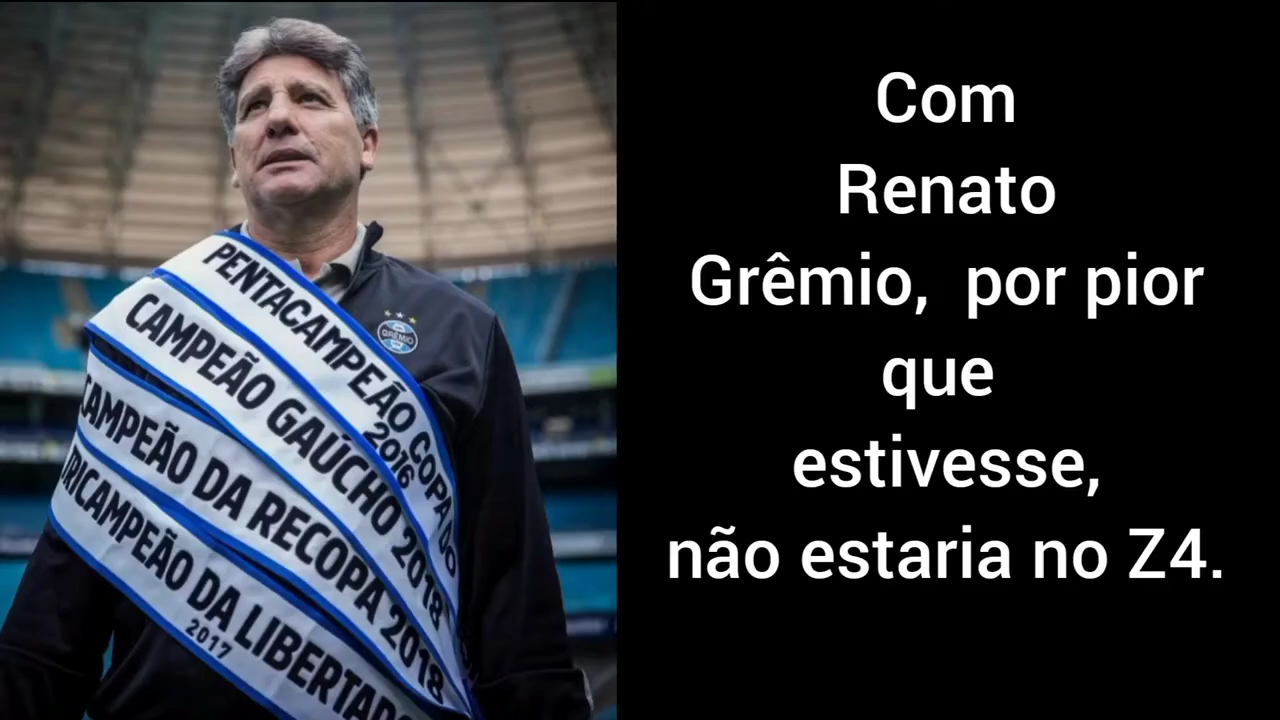 PENTACAMPEÃO COPA DO
2016
CAMPEÃO GAÚCHO 2018
CAMPEÃO DA RECOPA 2018
TRICAMPEÃO DA LIBERTADO
2017
GRÊMIO
Com
Renato
Grêmio, por pior
que
estivesse,
não estaria no Z4.